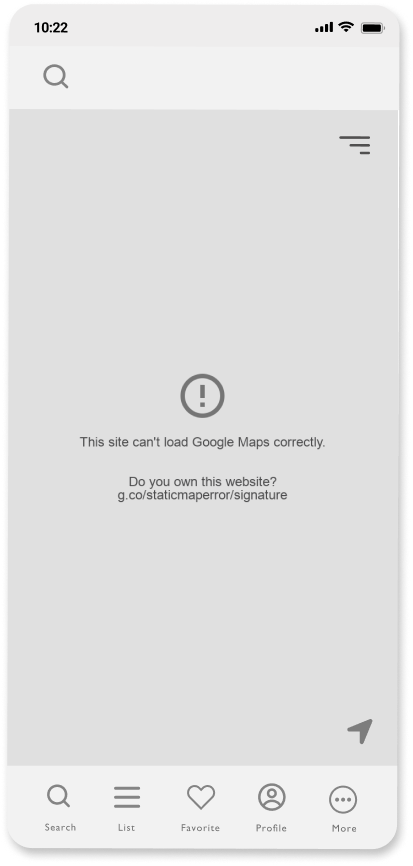 10:22
This site can't load Google Maps correctly.
Do you own this website?
g.co/staticmaperror/signature
Search
List
Favorite
Profile
More